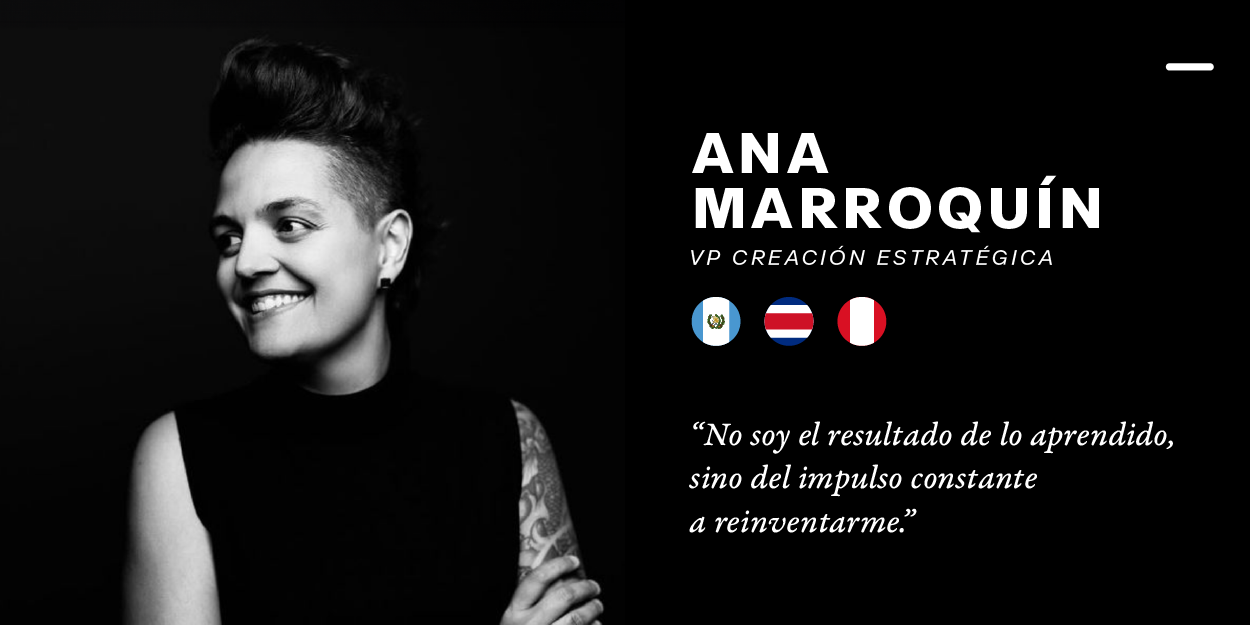 ANA
MARROQUÍN
VP CREACIÓN ESTRATÉGICA
“No soy el resultado de lo aprendido,
sino del impulso constante
a reinventarme.”